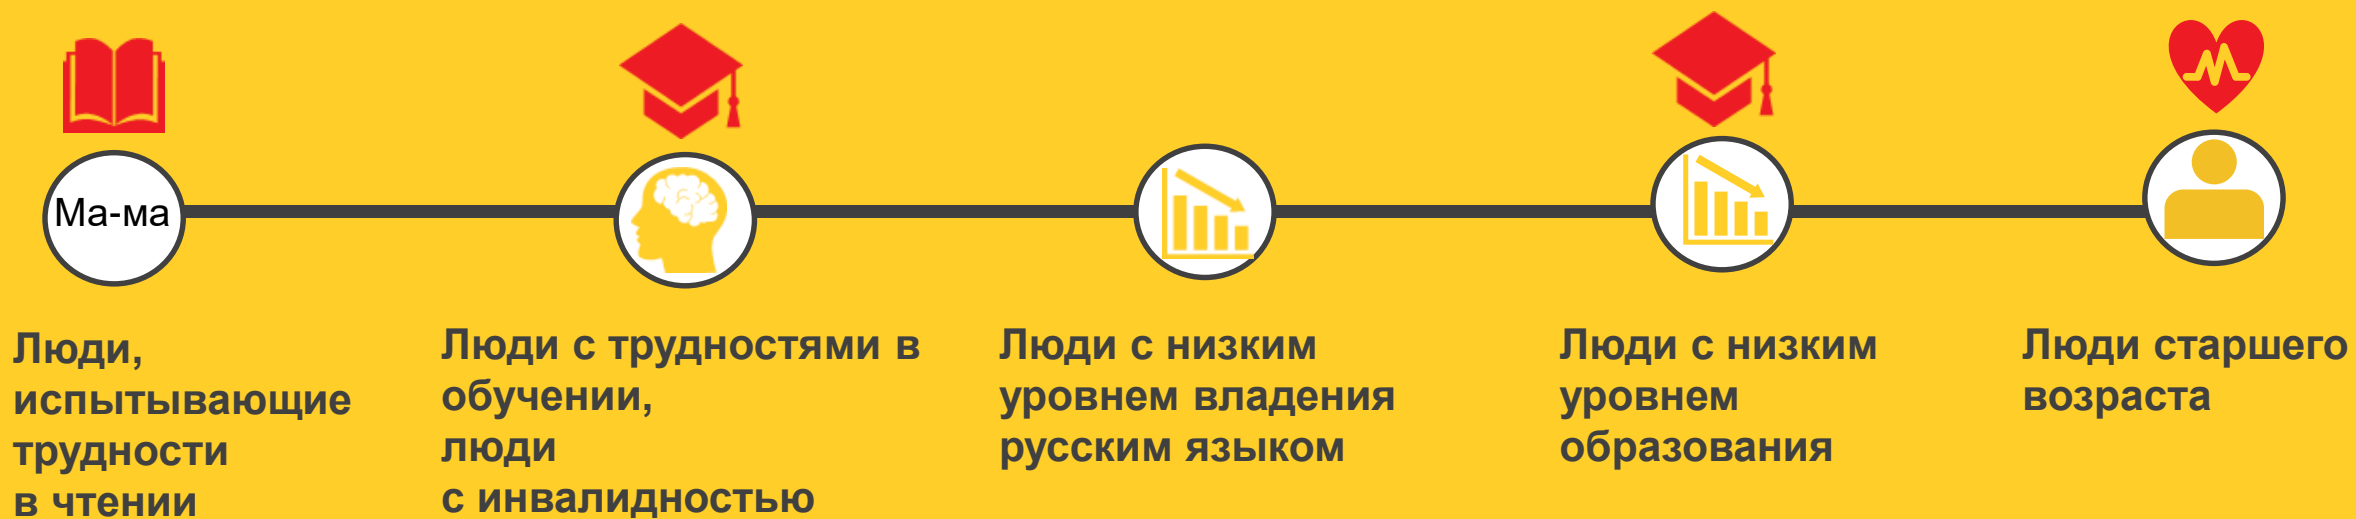 Ма-ма
Люди,
испытывающие
трудности
в чтении
Люди с трудностями в
обучении,
люди
с инвалидностью
Люди с низким
уровнем владения
русским языком
Люди с низким
уровнем
образования
Люди старшего
возраста